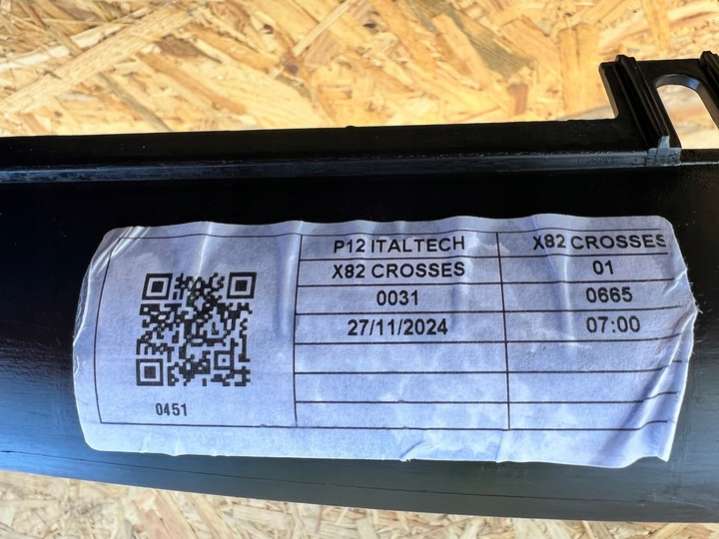 P12 ITALTECH X82 CROSSES
X82 CROSSES 01
0031 0665
27/11/2024 07:00
0451